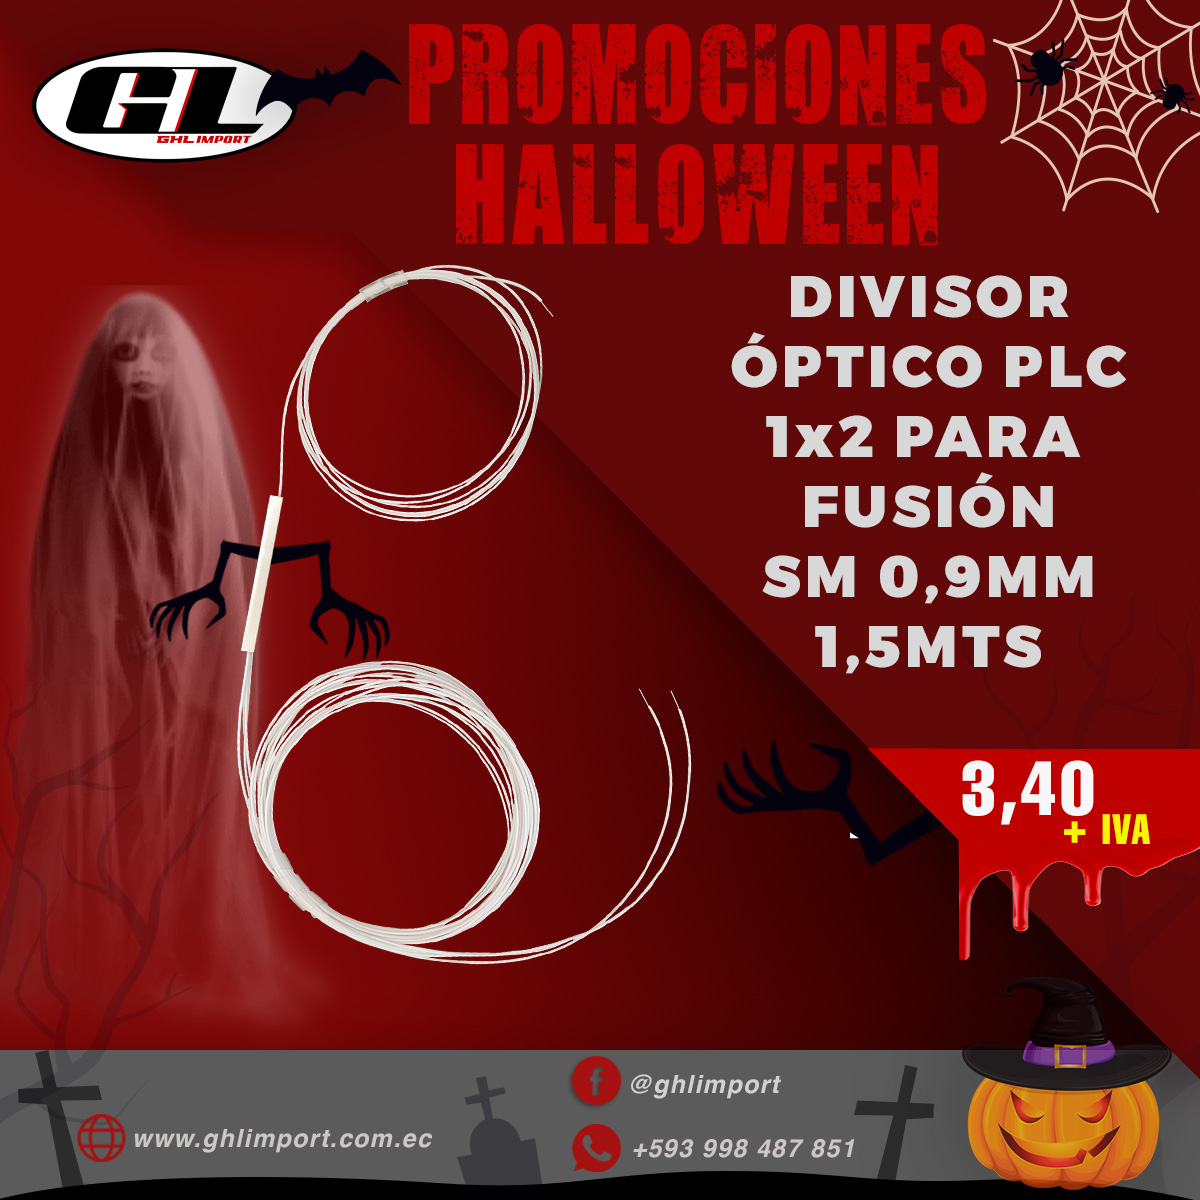 GHL IMPORT
PROMOCIONES
HALLOWEEN
DIVISOR
ÓPTICO PLC
1x2 PARA
FUSIÓN
SM 0,9MM
1,5MTS
3,40
+ IVA
@ghlimport
www.ghlimport.com.ec
+593 998 487 851